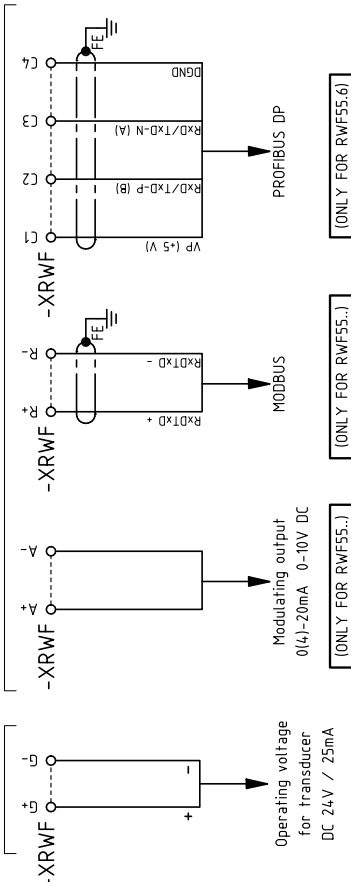 -XRWF
C1
C2
C3
C4
FE
VP (+5 V)
RxD/TxD-P (B)
RxD/TxD-N (A)
DGND
PROFIBUS DP
(ONLY FOR RWF55.6)
-XRWF
R+
R-
FE
RxDTxD +
RxDTxD -
MODBUS
(ONLY FOR RWF55..)
-XRWF
A+
A-
Modulating output
0(4)-20mA 0-10V DC
(ONLY FOR RWF55..)
-XRWF
G+
G-
+
-
Operating voltage
for transducer
DC 24V / 25mA